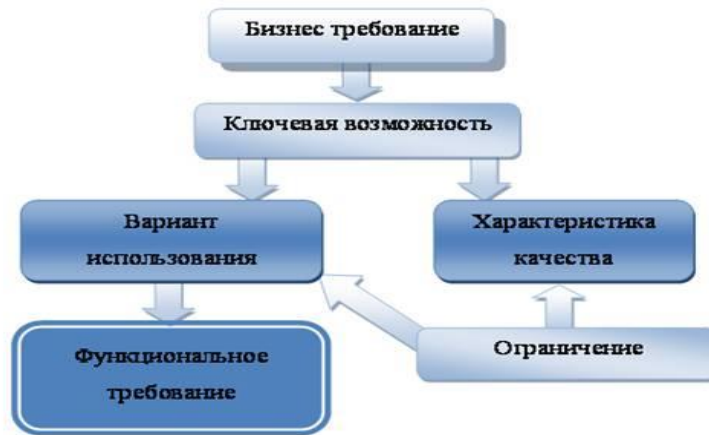 Бизнес требование
Ключевая возможность
Вариант
использования
Характеристика
качества
Функциональное
требование
Ограничение